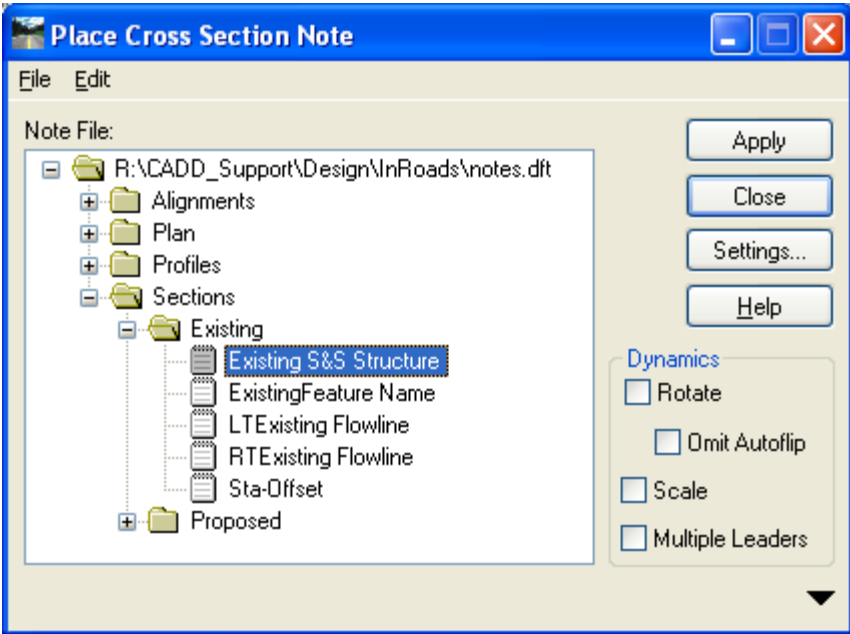 Place Cross Section Note
File Edit
Note File:
R:\CADD_Support\Design\InRoads\notes.dft
Alignments
Plan
Profiles
Sections
Existing
Existing S&S Structure
ExistingFeature Name
LTExisting Flowline
RTExisting Flowline
Sta-Offset
Proposed
Apply
Close
Settings...
Help
Dynamics
Rotate
Omit Autoflip
Scale
Multiple Leaders